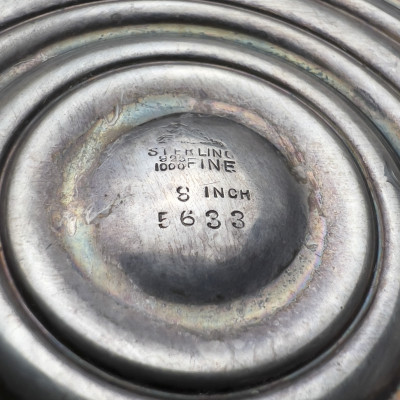 STERLING
925
1000 FINE
8 INCH
5633